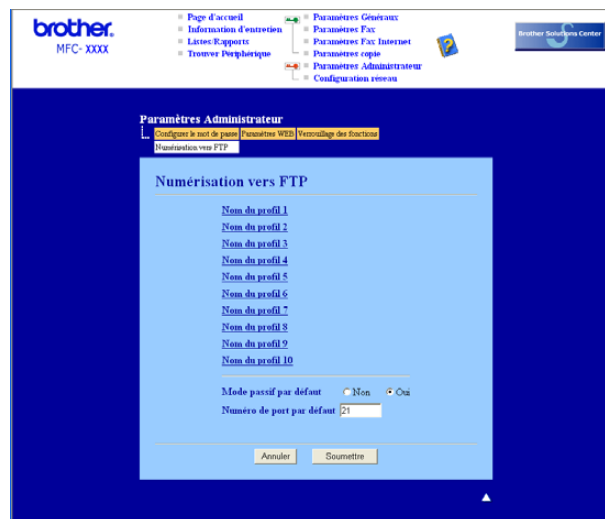 brother.
MFC- XXXX
Page d'accueil
Information d'entretien
Listes/Rapports
Trouver Périphérique
Paramètres Généraux
Paramètres Fax
Paramètres Fax Internet
Paramètres copie
Paramètres Administrateur
Configuration réseau
Brother Solutions Center
Paramètres Administrateur
Configurer le mot de passe Paramètres WEB Verrouillage des fonctions
Numérisation vers FTP
Numérisation vers FTP
Nom du profil 1
Nom du profil 2
Nom du profil 3
Nom du profil 4
Nom du profil 5
Nom du profil 6
Nom du profil 7
Nom du profil 8
Nom du profil 9
Nom du profil 10
Mode passif par défaut Non Oui
Numéro de port par défaut 21
Annuler Soumettre